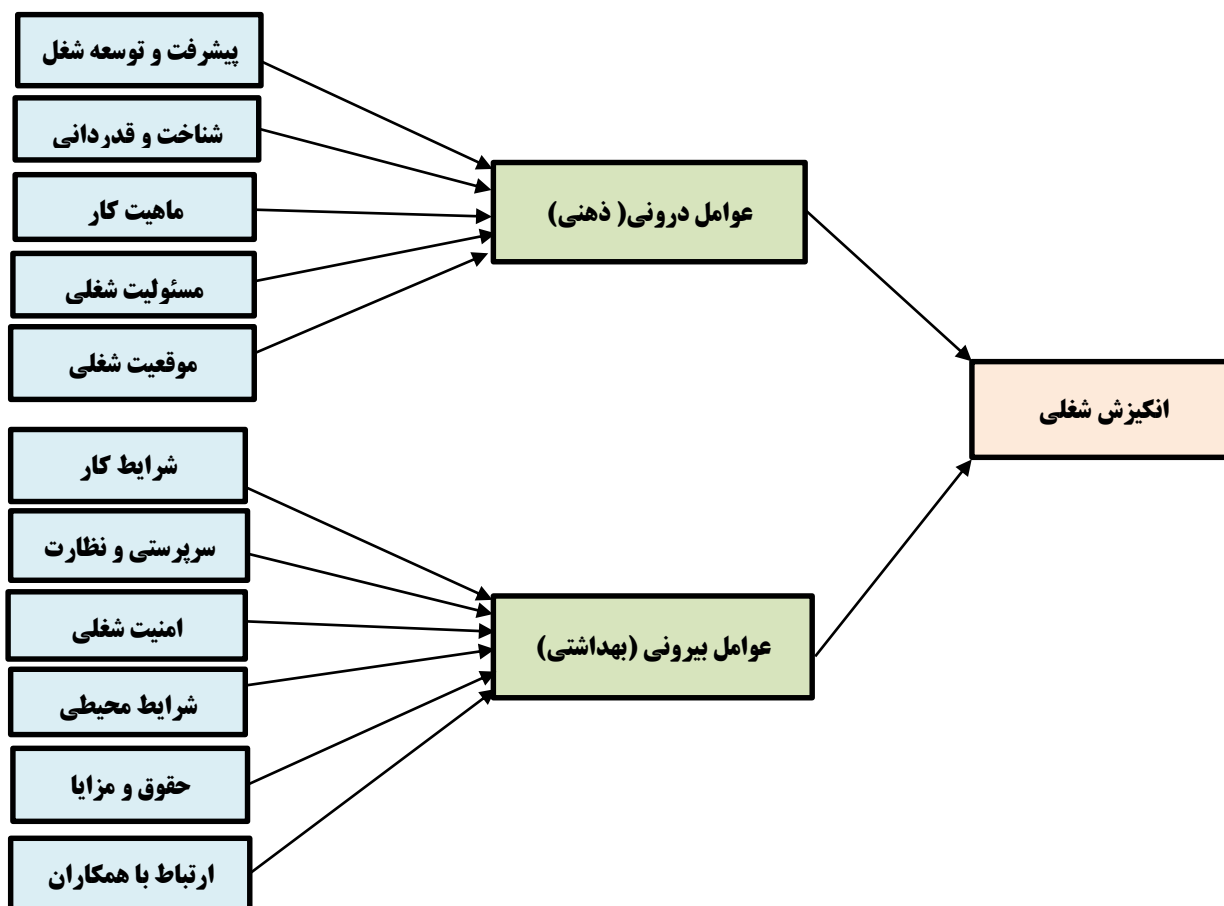 پیشرفت و توسعه شغل
شناخت و قدردانی
ماهیت کار
مسئولیت شغلی
موقعیت شغلی
عوامل درونی( ذهنی)
انگیزش شغلی
شرایط کار
سرپرستی و نظارت
امنیت شغلی
شرایط محیطی
حقوق و مزایا
ارتباط با همکاران
عوامل بیرونی (بهداشتی)